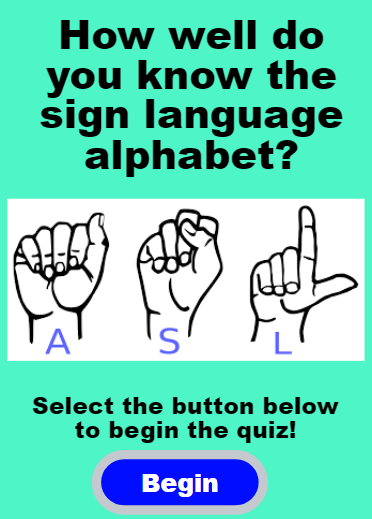 How well do
you know the
sign language
alphabet?
A S L
Select the button below
to begin the quiz!
Begin